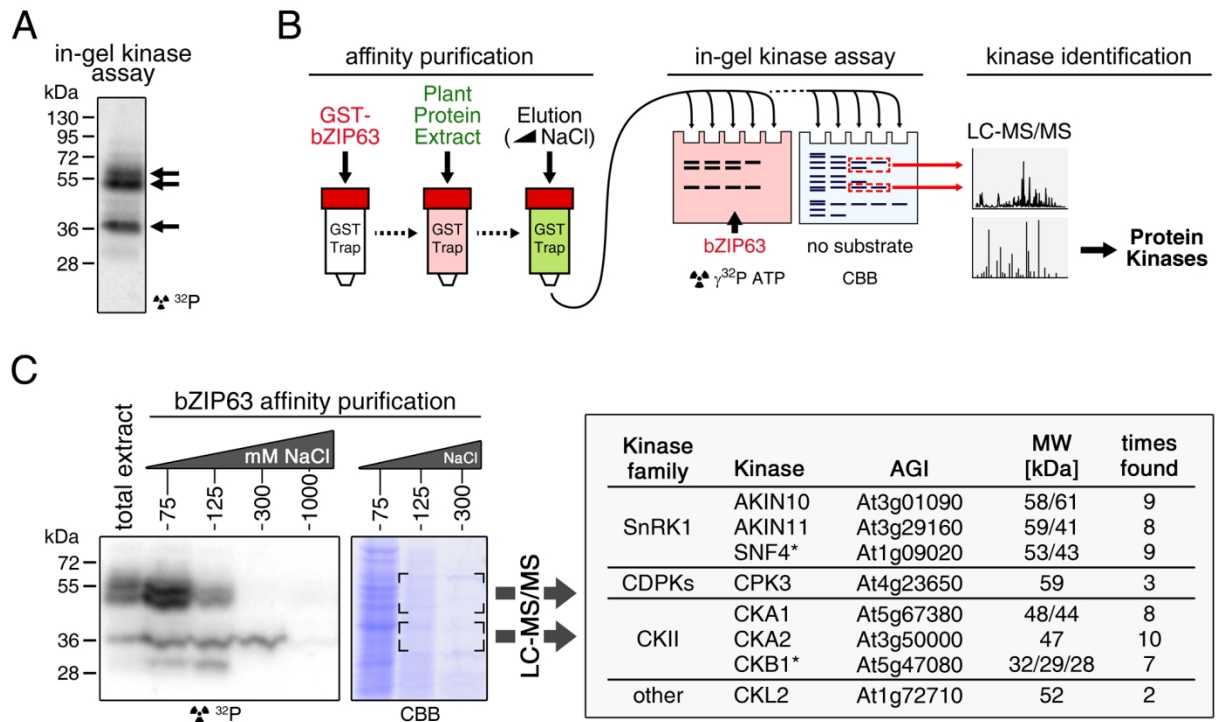 A
in-gel kinase
assay
kDa
130
95
72
55
36
28
32P
B
affinity purification
GST-
bZIP63
Plant
Protein
Extract
Elution
( NaCl)
GST
Trap
GST
Trap
GST
Trap
in-gel kinase assay
bZIP63
γ32P ATP
no substrate
CBB
kinase identification
LC-MS/MS
Protein
Kinases
C
total extract
bZIP63 affinity purification
mM NaCl
-75-
-125-
-300-
-1000-
kDa
72
55
36
28
32P
NaCl
-75-
-125-
-300-
CBB
LC-MS/MS
Kinase family Kinase AGI MW [kDa] times found
SnRK1 AKIN10 At3g01090 58/61 9
AKIN11 At3g29160 59/41 8
SNF4* At1g09020 53/43 9
CDPKs CPK3 At4g23650 59 3
CKII CKA1 At5g67380 48/44 8
CKA2 At3g50000 47 10
CKB1* At5g47080 32/29/28 7
other CKL2 At1g72710 52 2